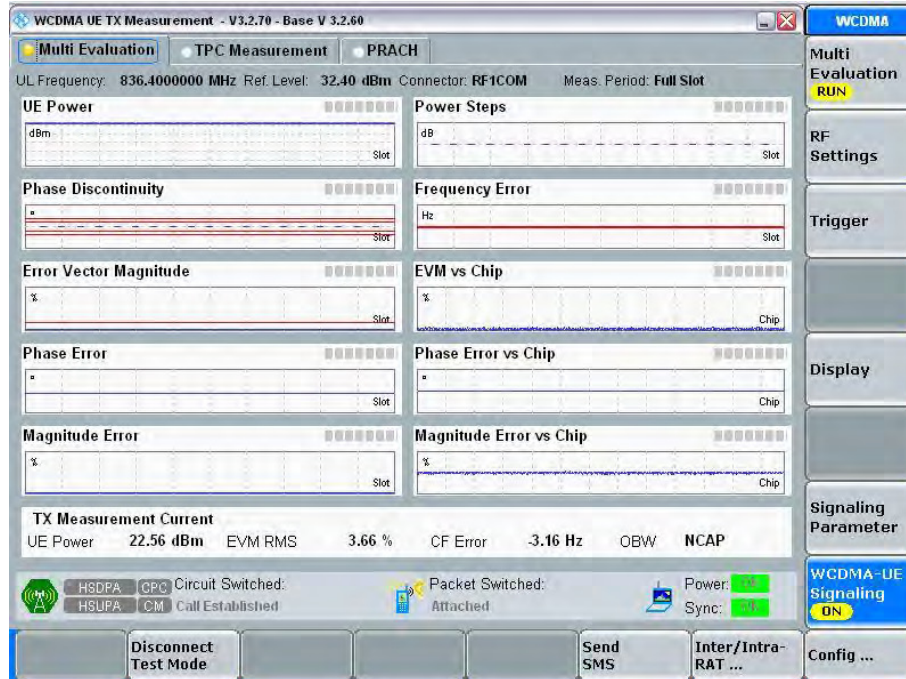 WCDMA UE TX Measurement - V3.2.70 - Base V 3.2.60
WCDMA
Multi Evaluation TPC Measurement PRACH
UL Frequency: 836.4000000 MHz Ref. Level: 32.40 dBm Connector: RF1COM Meas. Period: Full Slot
Multi
Evaluation
RUN
UE Power Power Steps
dBm dB
Slot Slot
RF
Settings
Phase Discontinuity Frequency Error
° Hz
Slot Slot
Trigger
Error Vector Magnitude EVM vs Chip
% %
Slot Chip
Phase Error Phase Error vs Chip
° °
Slot Chip
Display
Magnitude Error Magnitude Error vs Chip
% %
Slot Chip
TX Measurement Current
UE Power 22.56 dBm EVM RMS 3.66 % CF Error -3.16 Hz OBW NCAP
Signaling
Parameter
HSDPA CPC Circuit Switched: Packet Switched: Power:
HSUPA CM Call Established Attached Sync:
WCDMA-UE
Signaling
ON
Disconnect
Test Mode
Send
SMS
Inter/Intra-
RAT ...
Config ...